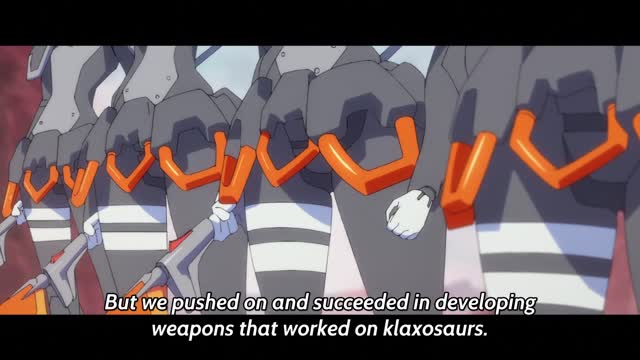 But we pushed on and succeeded in developing
weapons that worked on klaxosaurs.